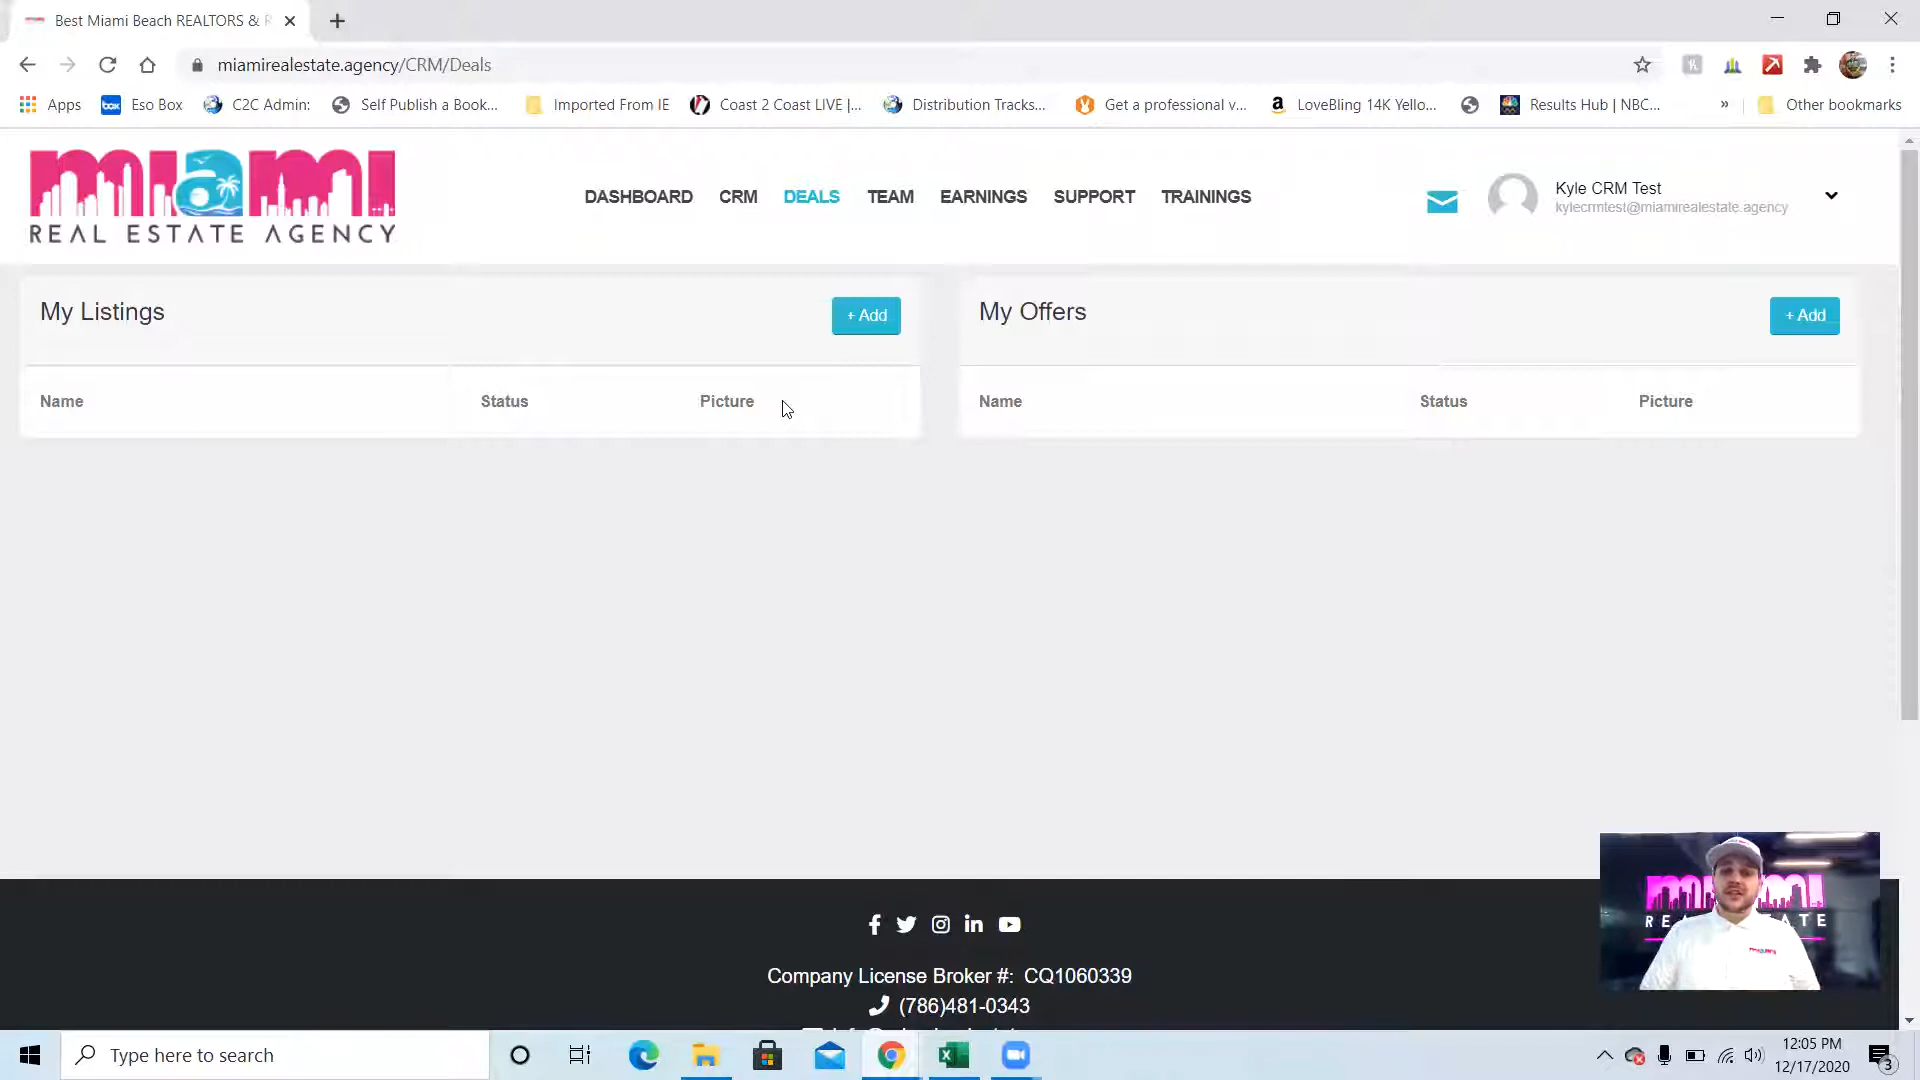 Best Miami Beach REALTORS & R
miamirealestate.agency/CRM/Deals
Apps
box
Eso Box
C2C Admin:
Self Publish a Book...
Imported From IE
Coast 2 Coast LIVE |...
Distribution Tracks...
Get a professional v...
a
LoveBling 14K Yello...
Results Hub | NBC...
»
Other bookmarks
miami
REAL ESTATE AGENCY
DASHBOARD
CRM
DEALS
TEAM
EARNINGS
SUPPORT
TRAININGS
Kyle CRM Test
kylecrmtest@miamirealestate.agency
My Listings
+ Add
Name
Status
Picture
My Offers
+ Add
Name
Status
Picture
Company License Broker #: CQ1060339
(786)481-0343
Type here to search
12:05 PM
12/17/2020
3